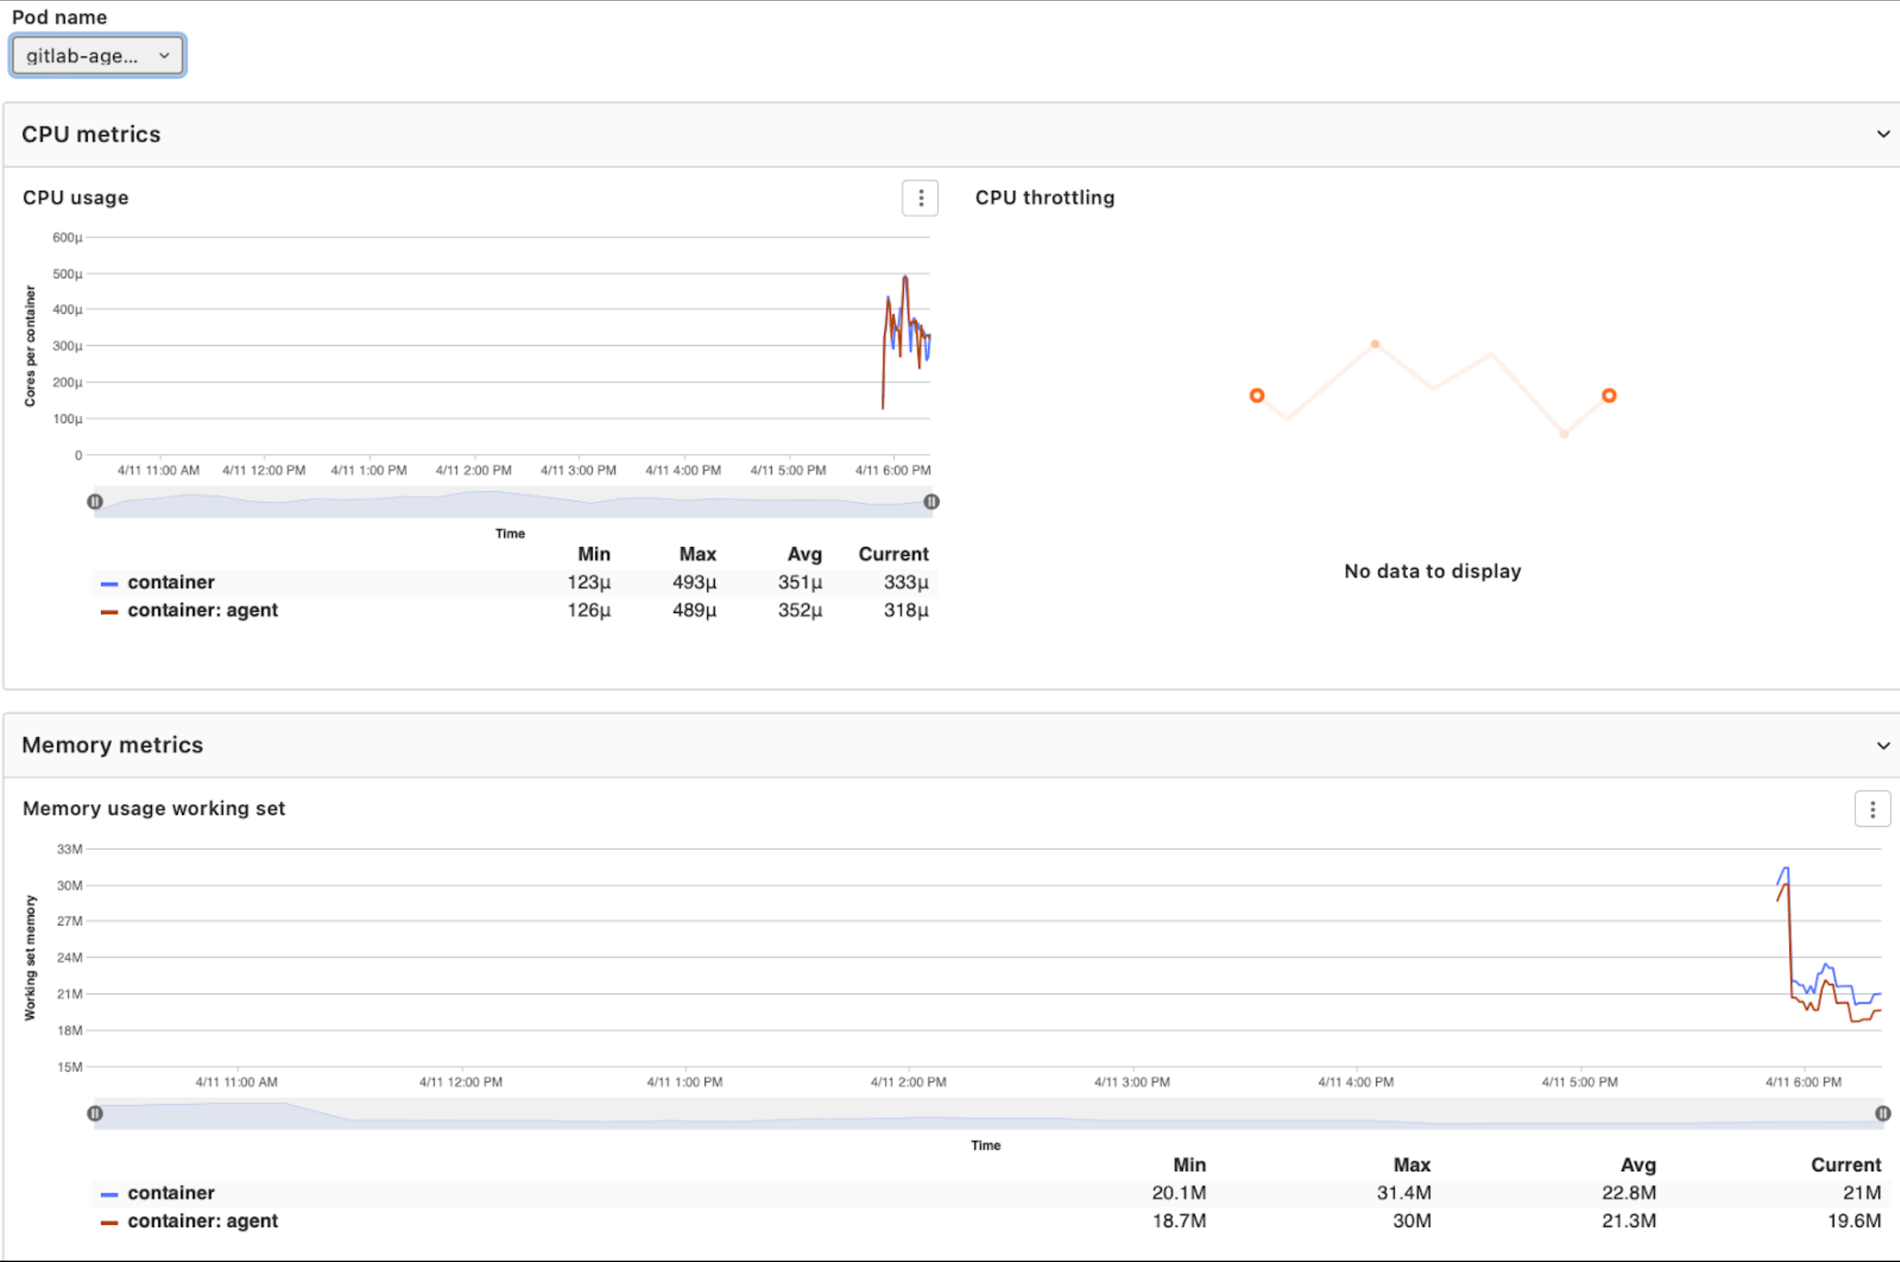 Pod name
gitlab-age...
CPU metrics
CPU usage
Cores per container
600µ
500µ
400µ
300µ
200µ
100µ
0
4/11 11:00 AM 4/11 12:00 PM 4/11 1:00 PM 4/11 2:00 PM 4/11 3:00 PM 4/11 4:00 PM 4/11 5:00 PM 4/11 6:00 PM
Time
Min Max Avg Current
container 123µ 493µ 351µ 333µ
container: agent 126µ 489µ 352µ 318µ
CPU throttling
No data to display
Memory metrics
Memory usage working set
Working set memory
33M
30M
27M
24M
21M
18M
15M
4/11 11:00 AM 4/11 12:00 PM 4/11 1:00 PM 4/11 2:00 PM 4/11 3:00 PM 4/11 4:00 PM 4/11 5:00 PM 4/11 6:00 PM
Time
Min Max Avg Current
container 20.1M 31.4M 22.8M 21M
container: agent 18.7M 30M 21.3M 19.6M